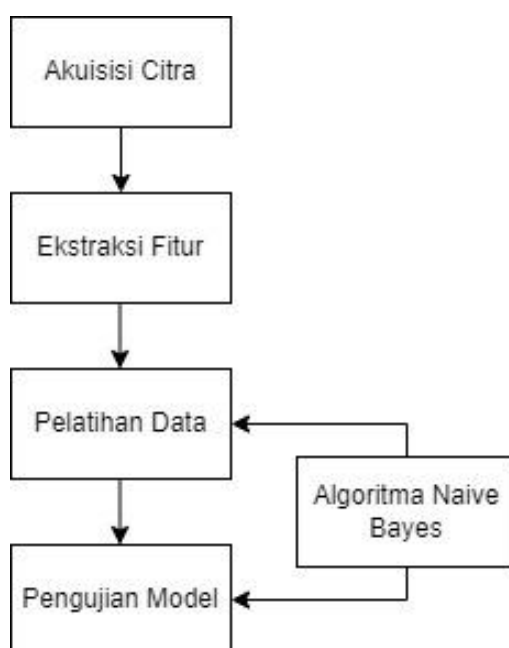 Akuisisi Citra
Ekstraksi Fitur
Pelatihan Data
Algoritma Naive
Bayes
Pengujian Model